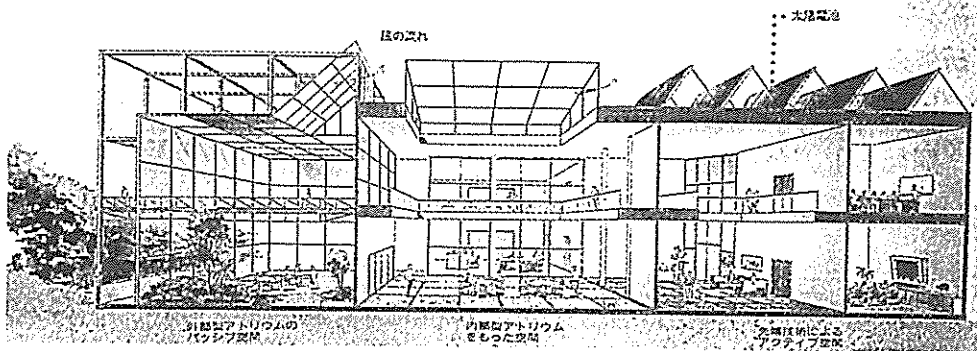 太陽電池
風の流れ
外部型アトリウムの
パッシブ空間
内部型アトリウム
をもった空間
先端技術による
アクティブ空間